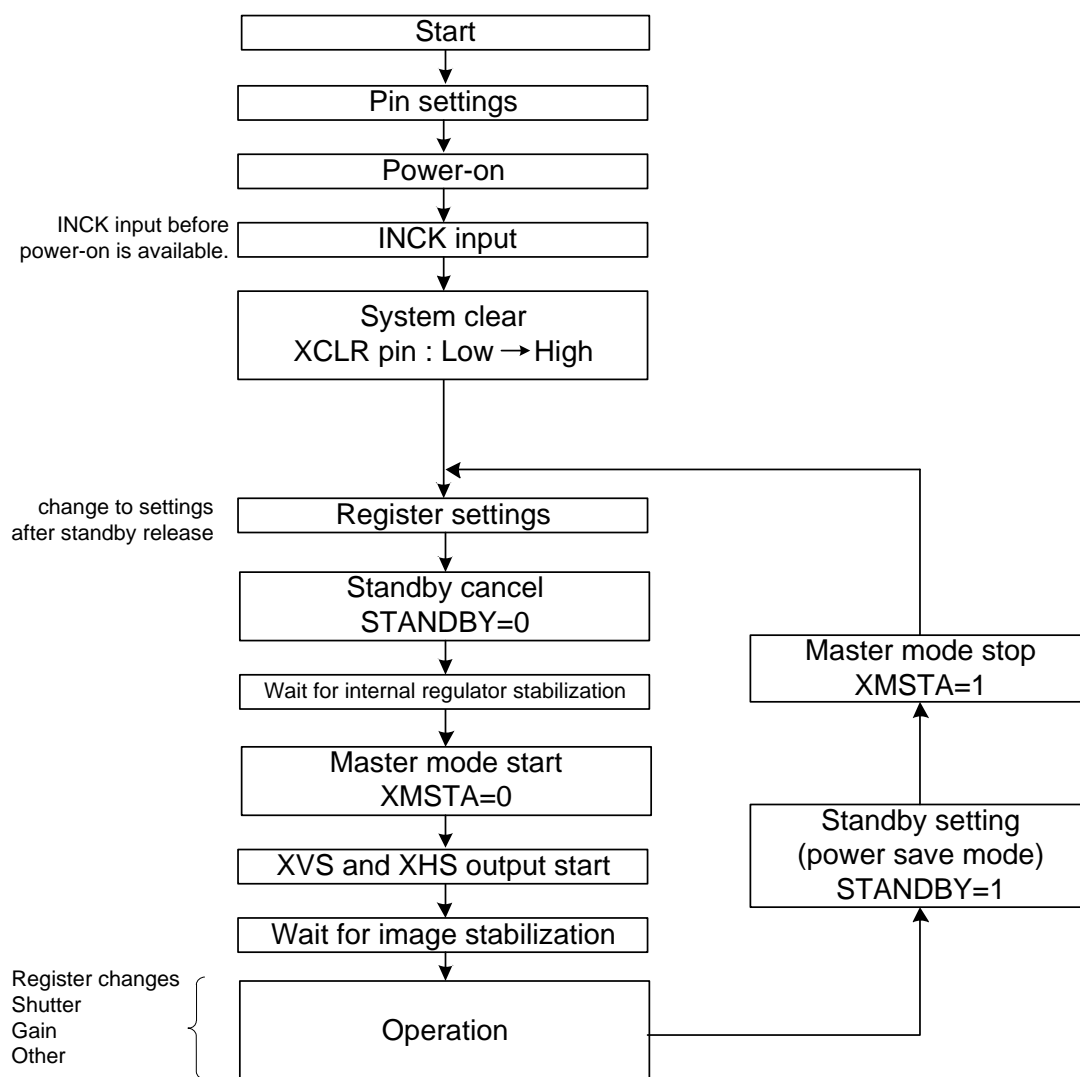 Start
Pin settings
Power-on
INCK input before
power-on is available.
INCK input
System clear
XCLR pin : Low → High
change to settings
after standby release
Register settings
Standby cancel
STANDBY=0
Wait for internal regulator stabilization
Master mode start
XMSTA=0
XVS and XHS output start
Wait for image stabilization
Register changes
Shutter
Gain
Other
Operation
Standby setting
(power save mode)
STANDBY=1
Master mode stop
XMSTA=1